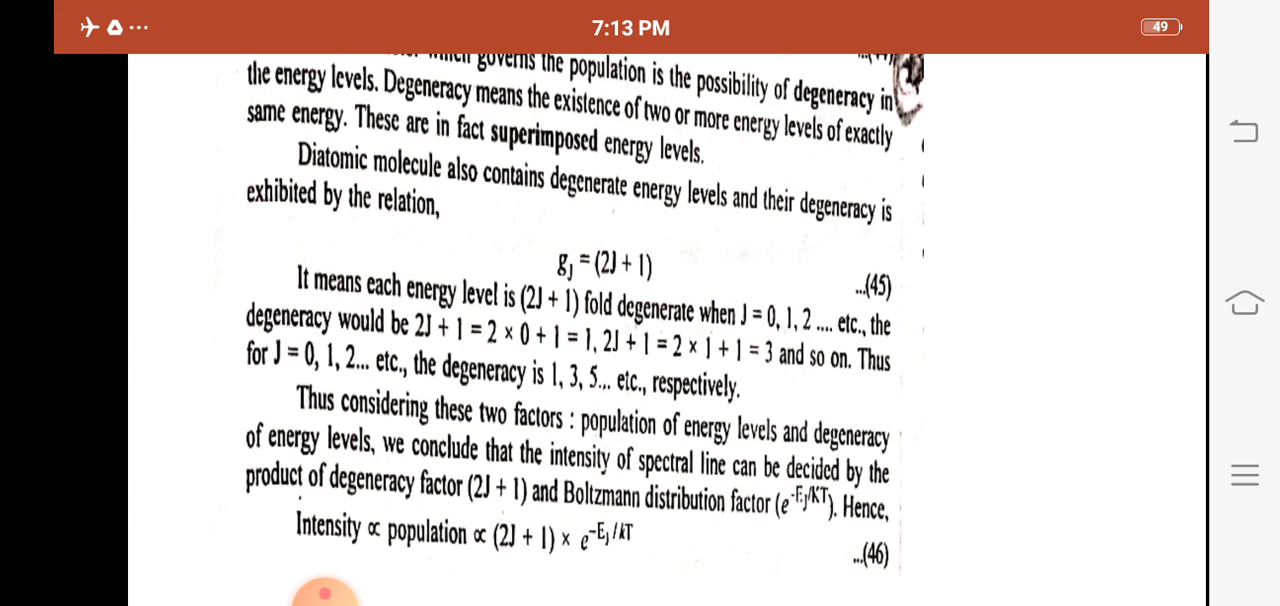 7:13 PM
49
governs the population is the possibility of degeneracy in
the energy levels. Degeneracy means the existence of two or more energy levels of exactly
same energy. These are in fact superimposed energy levels.
Diatomic molecule also contains degenerate energy levels and their degeneracy is
exhibited by the relation,
gJ = (2J + 1) ...(45)
It means each energy level is (2J + 1) fold degenerate when J = 0, 1, 2 .... etc., the
degeneracy would be 2J + 1 = 2 × 0 + 1 = 1, 2J + 1 = 2 × 1 + 1 = 3 and so on. Thus
for J = 0, 1, 2... etc., the degeneracy is 1, 3, 5... etc., respectively.
Thus considering these two factors : population of energy levels and degeneracy
of energy levels, we conclude that the intensity of spectral line can be decided by the
product of degeneracy factor (2J + 1) and Boltzmann distribution factor (e^-EJ/KT). Hence,
Intensity ∝ population ∝ (2J + 1) × e^-EJ/kT ...(46)